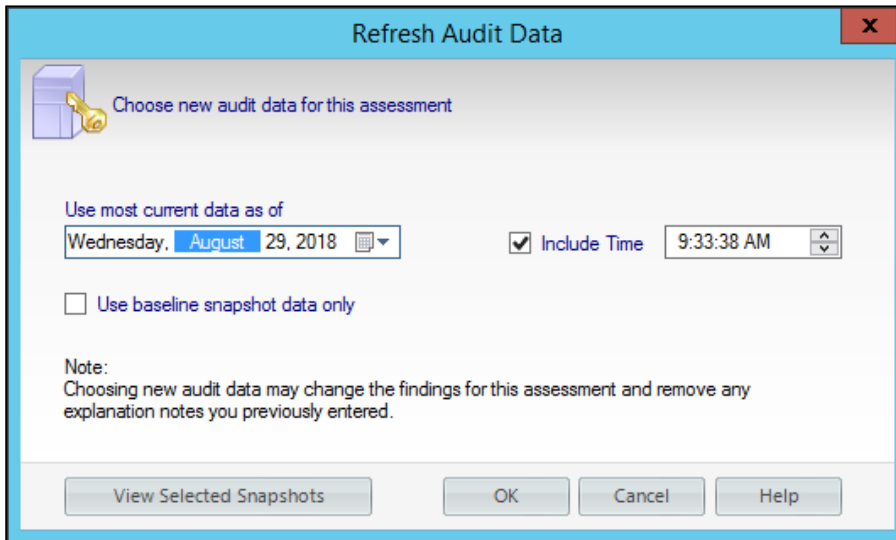 Refresh Audit Data
x
Choose new audit data for this assessment
Use most current data as of
Wednesday, August 29, 2018
Include Time
9:33:38 AM
Use baseline snapshot data only
Note:
Choosing new audit data may change the findings for this assessment and remove any
explanation notes you previously entered.
View Selected Snapshots
OK
Cancel
Help